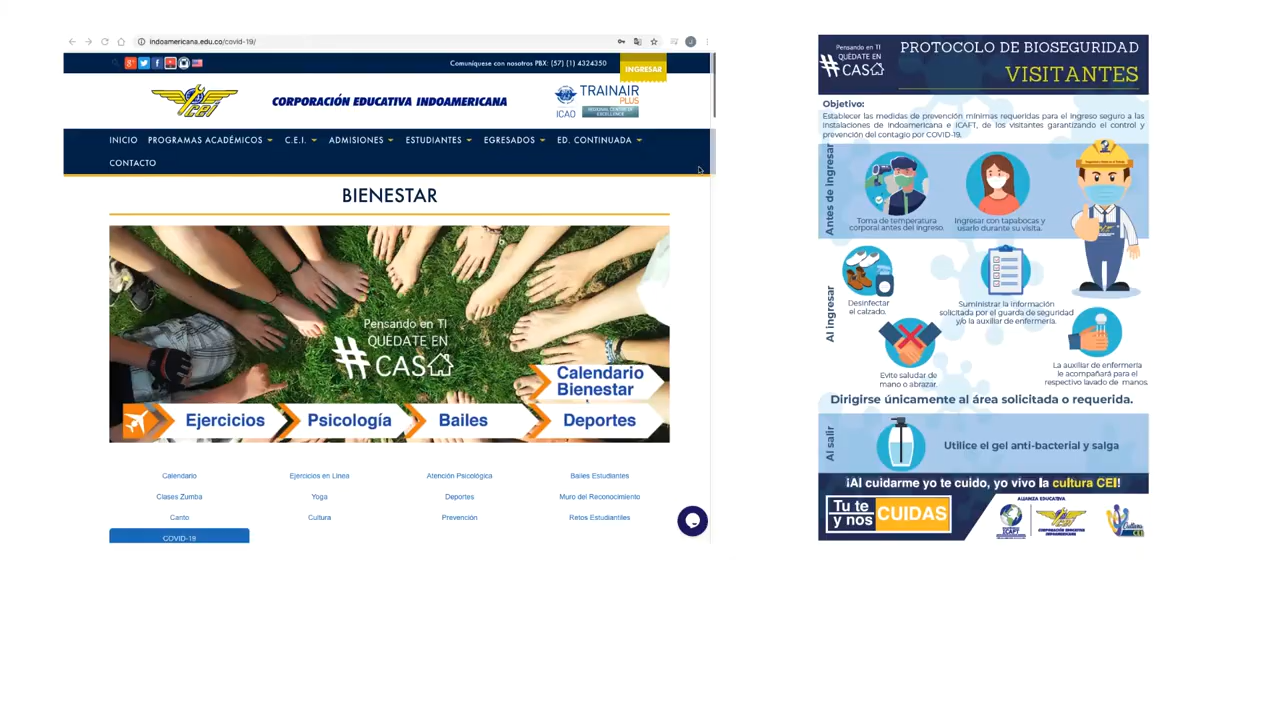 indoamericana.edu.co/covid-19/
Comuníquese con nosotros PBX: (57) (1) 4324350
INGRESAR
CEI
CORPORACIÓN EDUCATIVA INDOAMERICANA
TRAINAIR
PLUS
ICAO
REGIONAL CENTRE OF
EXCELLENCE
INICIO PROGRAMAS ACADÉMICOS C.E.I. ADMISIONES ESTUDIANTES EGRESADOS ED. CONTINUADA
CONTACTO
BIENESTAR
Pensando en TI
QUÉDATE EN
#CASA
Calendario
Bienestar
Ejercicios Psicología Bailes Deportes
Calendario Ejercicios en Línea Atención Psicológica Bailes Estudiantes
Clases Zumba Yoga Deportes Muro del Reconocimiento
Canto Cultura Prevención Retos Estudiantiles
COVID-19
Pensando en TI
QUÉDATE EN
#CASA
PROTOCOLO DE BIOSEGURIDAD
VISITANTES
Objetivo:
Establecer las medidas de prevención mínimas requeridas para el ingreso seguro a las
instalaciones de indoamericana e ICAFT, de los visitantes garantizando el control y
prevención del contagio por COVID-19.
Antes de ingresar
Toma de temperatura
corporal antes del ingreso.
Ingresar con tapabocas y
usarlo durante su visita.
Al ingresar
Desinfectar
el calzado.
Suministrar la información
solicitada por el guarda de seguridad
y/o la auxiliar de enfermería.
Evite saludar de
mano o abrazar.
La auxiliar de enfermería
le acompañará para el
respectivo lavado de manos.
Dirigirse únicamente al área solicitada o requerida.
Al salir
Utilice el gel anti-bacterial y salga
¡Al cuidarme yo te cuido, yo vivo la cultura CEI!
Tu te
y nos
CUIDAS
ALIANZA EDUCATIVA
ICAFT
CORPORACIÓN EDUCATIVA
INDOAMERICANA
Cultura
CEI